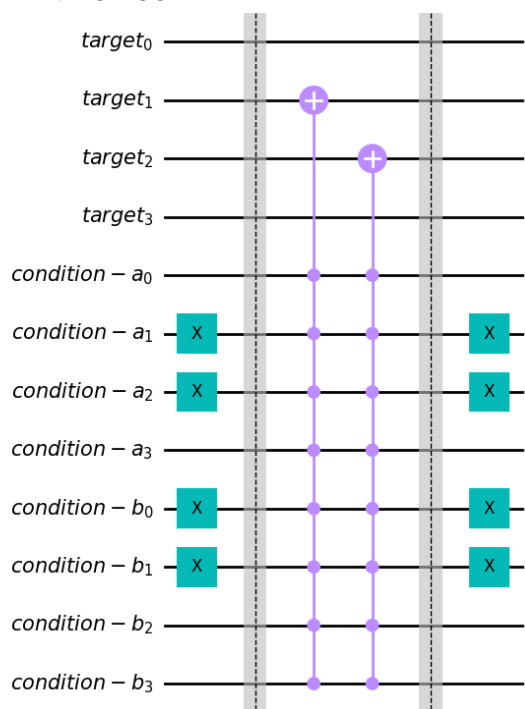 target₀
target₁
target₂
target₃
condition − a₀
X condition − a₁ X
condition − a₂ X X
condition − a₃
condition − b₀ X X
condition − b₁ X X
condition − b₂
condition − b₃